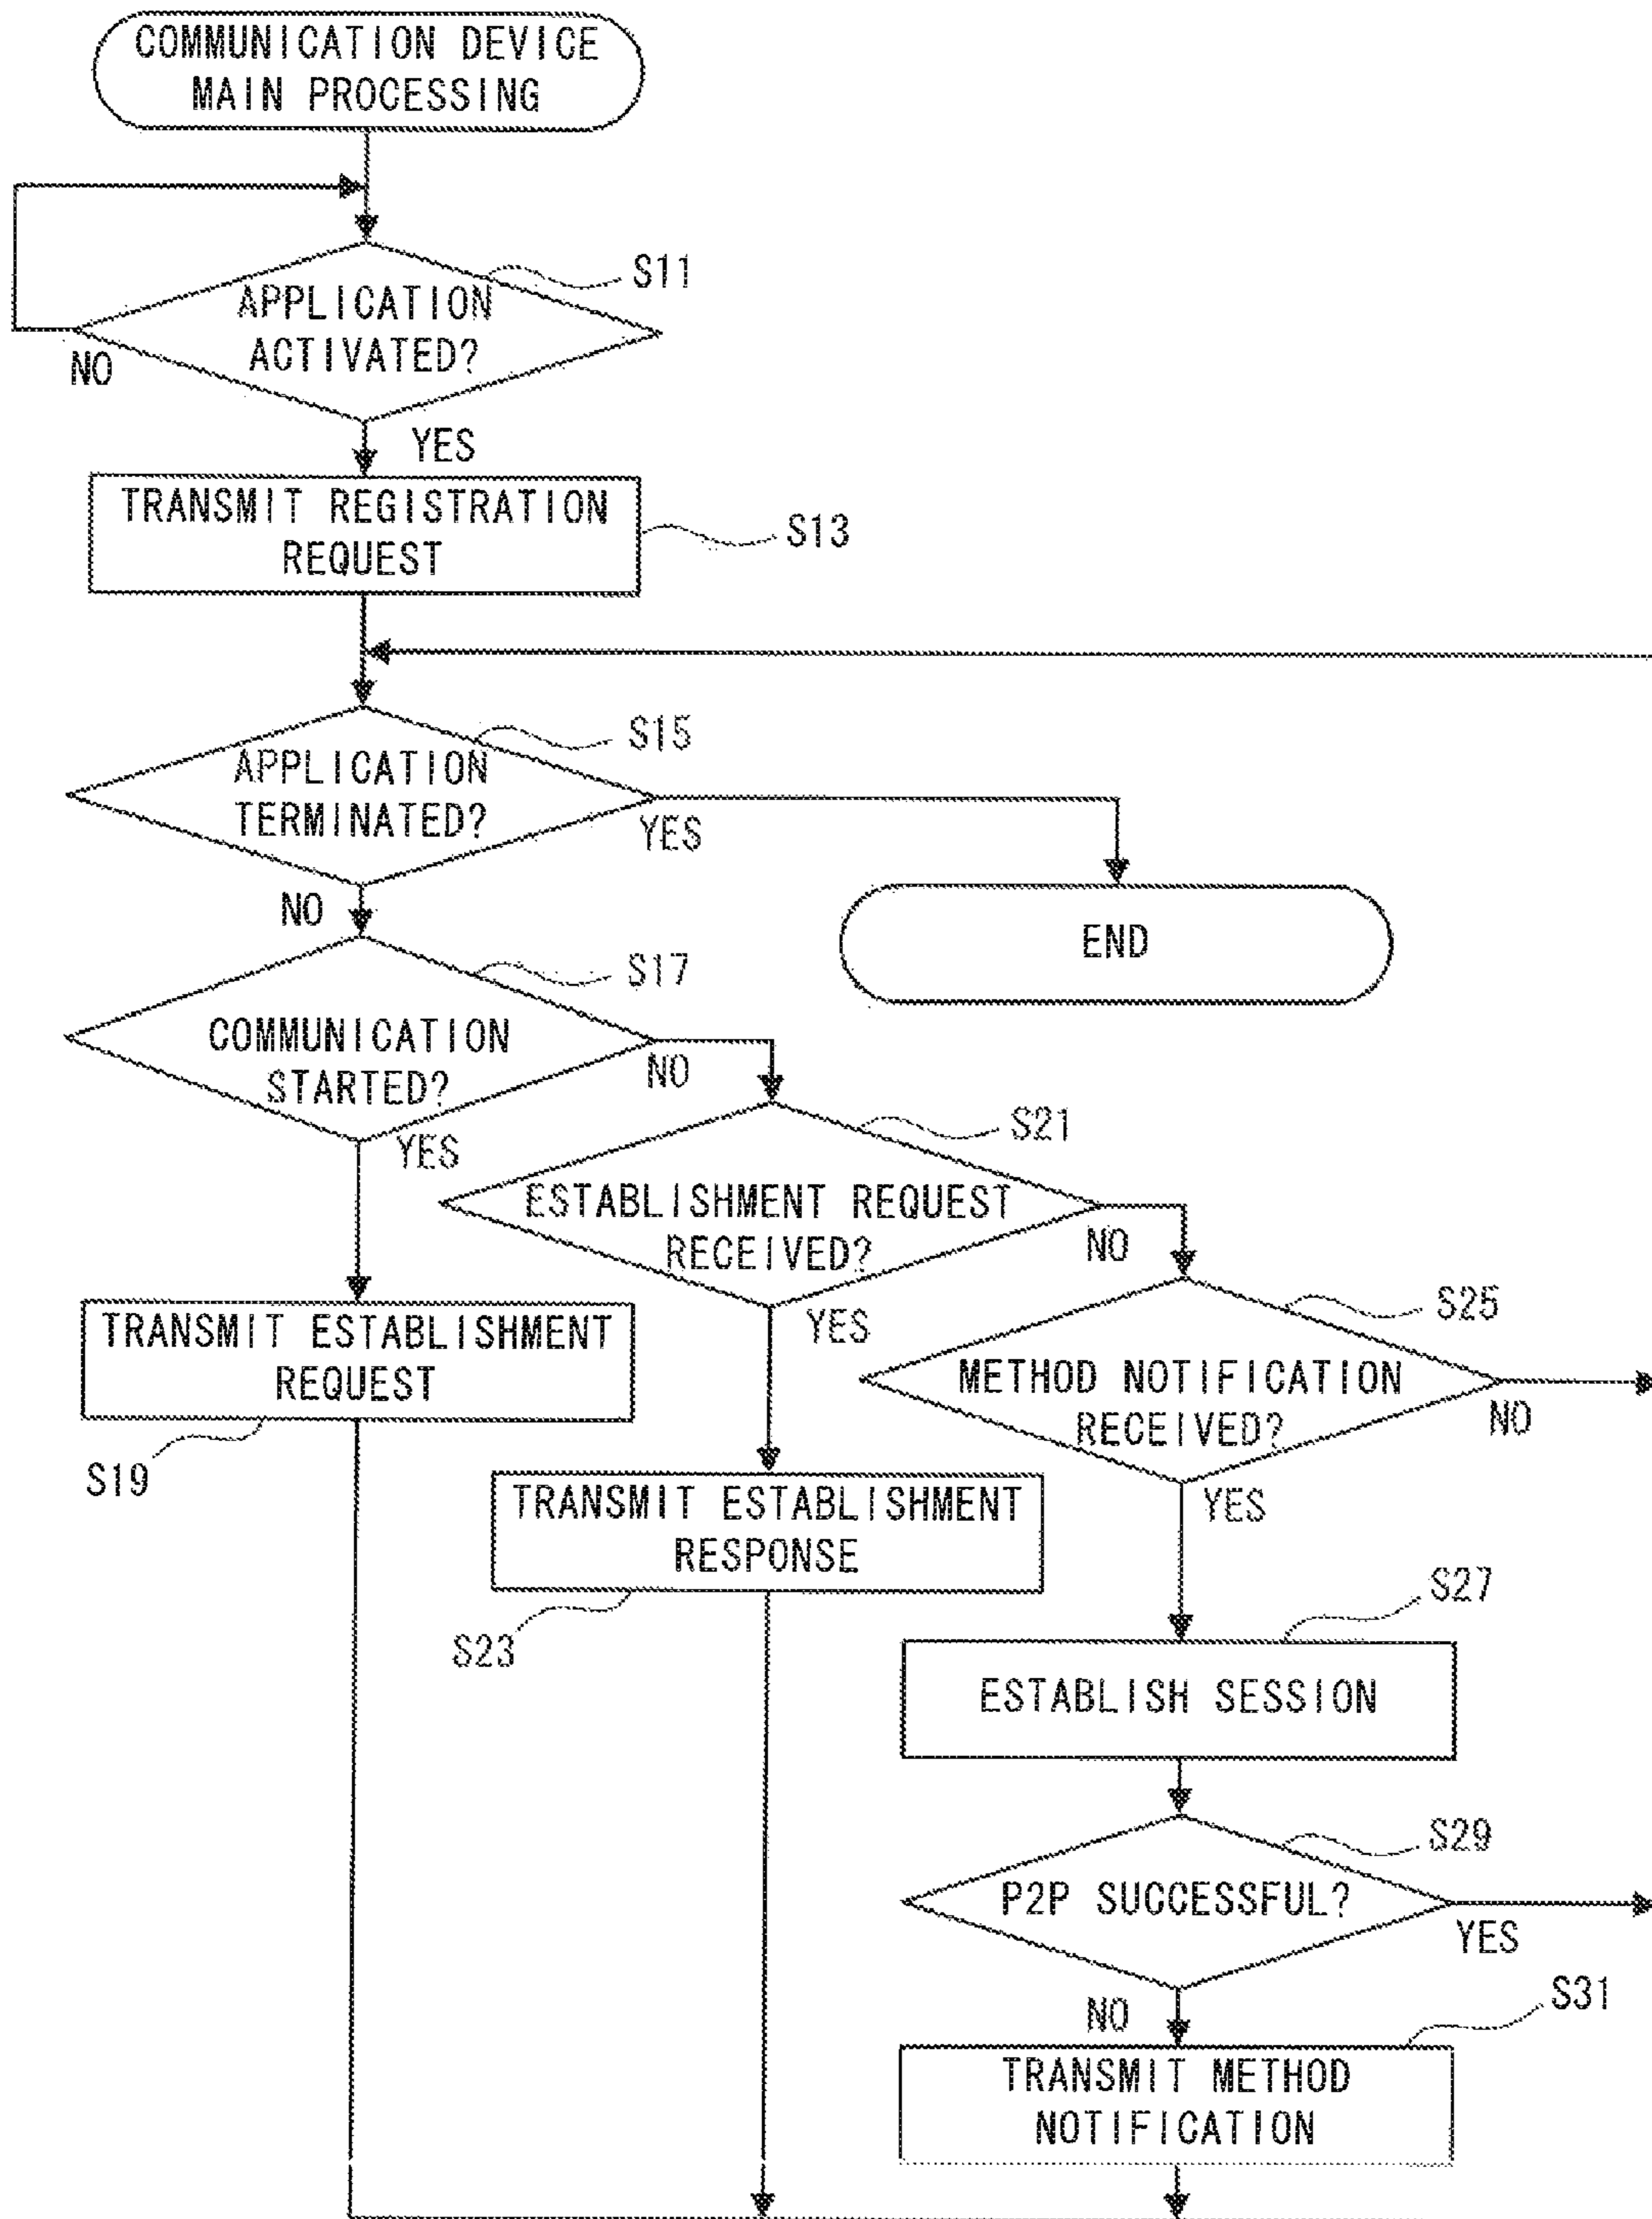 COMMUNICATION DEVICE
MAIN PROCESSING
S11
APPLICATION
ACTIVATED?
NO
YES
TRANSMIT REGISTRATION
REQUEST
S13
S15
APPLICATION
TERMINATED?
YES
NO
END
S17
COMMUNICATION
STARTED?
NO
YES
S21
ESTABLISHMENT REQUEST
RECEIVED?
NO
YES
S25
METHOD NOTIFICATION
RECEIVED?
NO
YES
TRANSMIT ESTABLISHMENT
REQUEST
S19
TRANSMIT ESTABLISHMENT
RESPONSE
S23
S27
ESTABLISH SESSION
S29
P2P SUCCESSFUL?
YES
NO
S31
TRANSMIT METHOD
NOTIFICATION